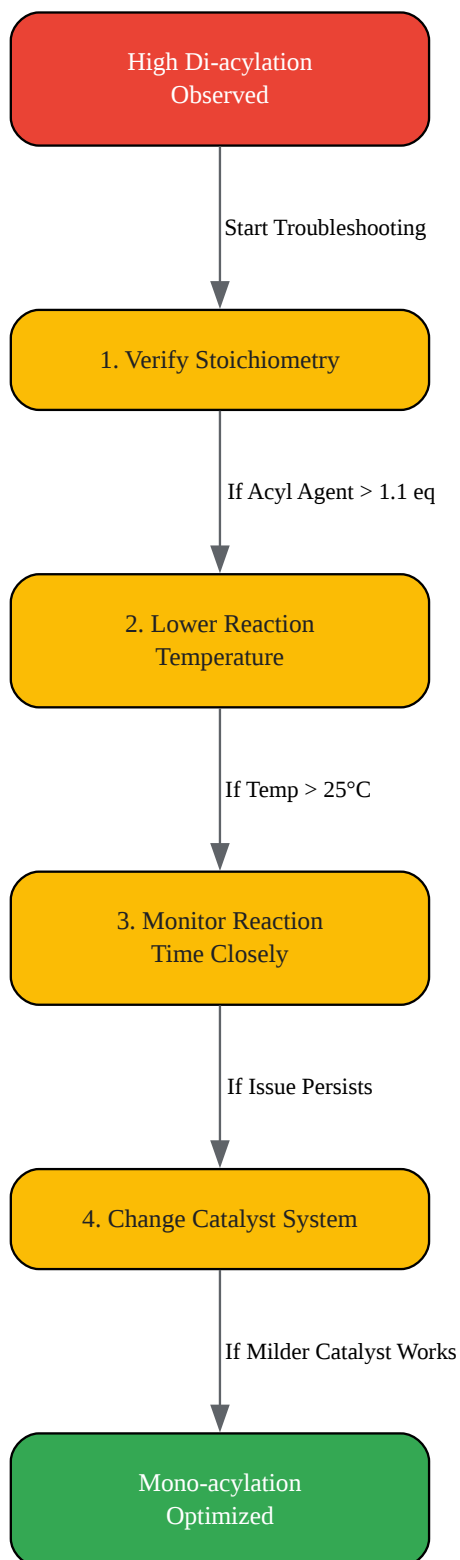 High Di-acylation
Observed
Start Troubleshooting
1. Verify Stoichiometry
If Acyl Agent > 1.1 eq
2. Lower Reaction
Temperature
If Temp > 25°C
3. Monitor Reaction
Time Closely
If Issue Persists
4. Change Catalyst System
If Milder Catalyst Works
Mono-acylation
Optimized